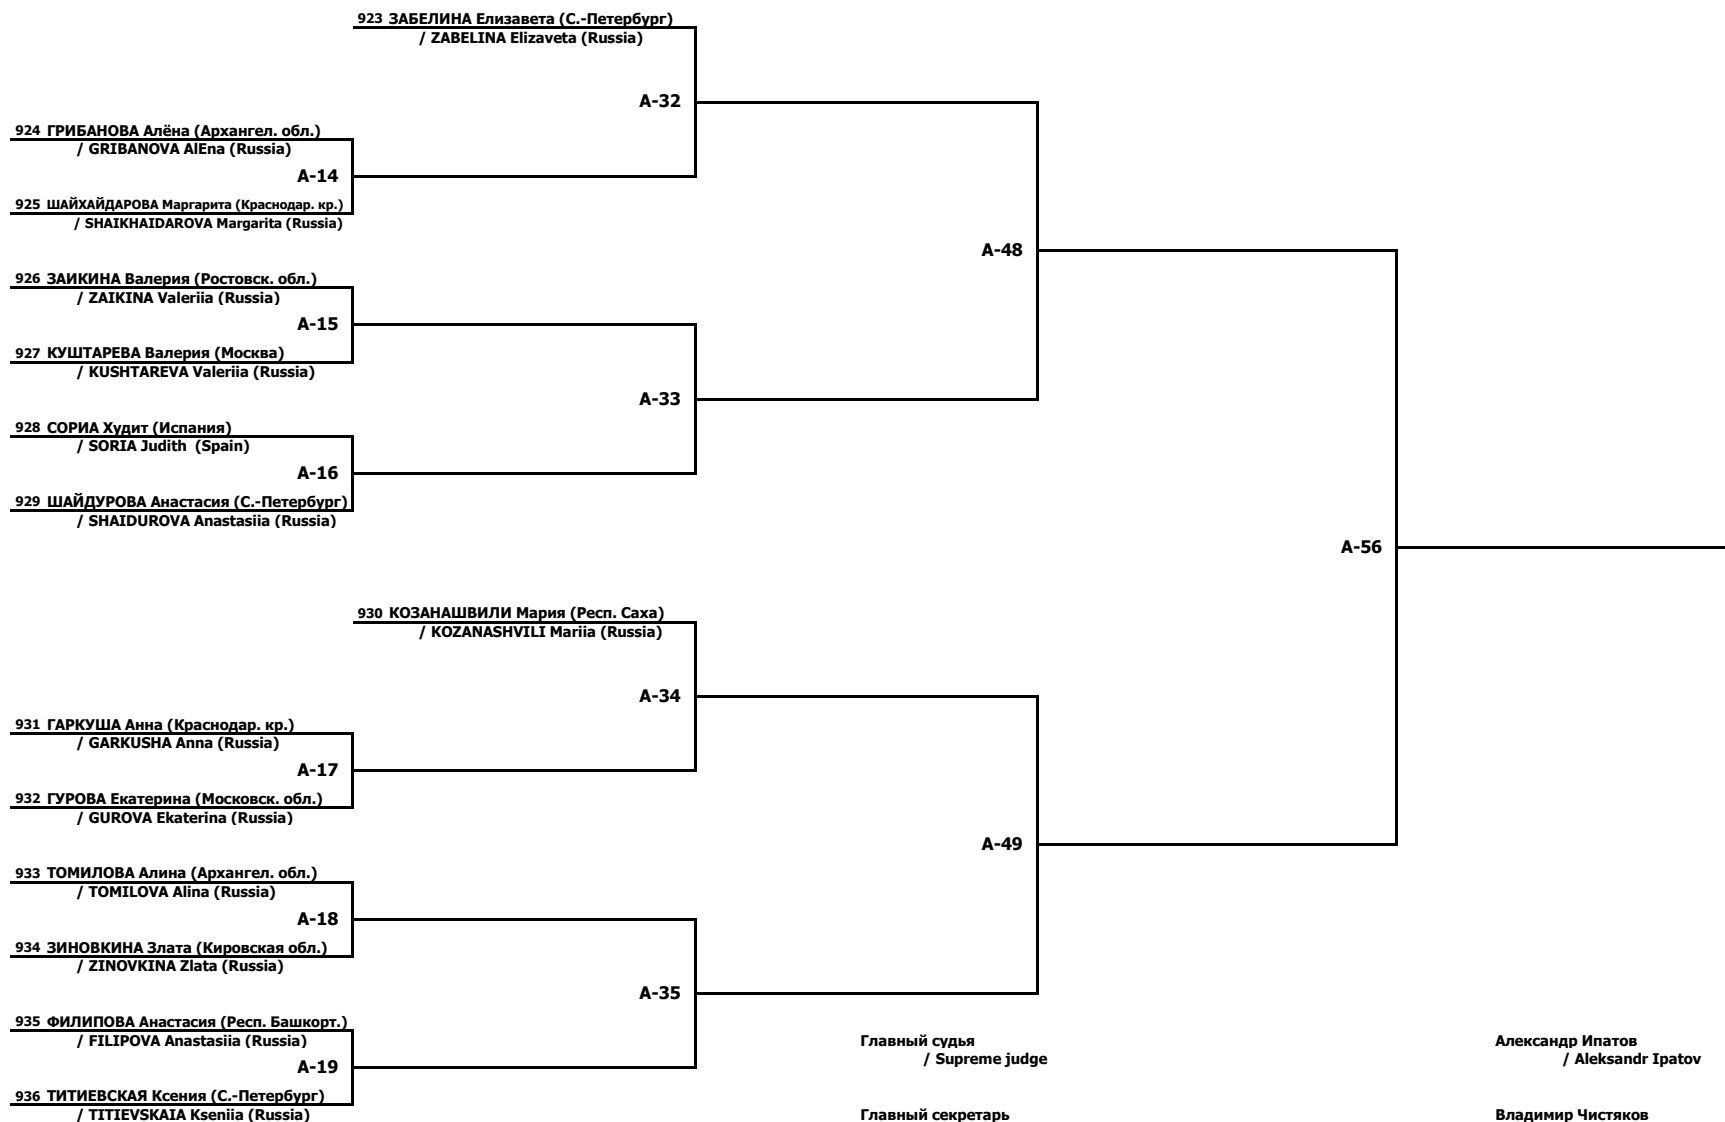 923 ЗАБЕЛИНА Елизавета (С.-Петербург)
/ ZABELINA Elizaveta (Russia)
А-32
924 ГРИБАНОВА Алёна (Архангел. обл.)
/ GRIBANOVA AlEna (Russia)
А-14
925 ШАЙХАЙДАРОВА Маргарита (Краснодар. кр.)
/ SHAIKHAIDAROVA Margarita (Russia)
А-48
926 ЗАИКИНА Валерия (Ростовск. обл.)
/ ZAIKINA Valeriia (Russia)
А-15
927 КУШТАРЕВА Валерия (Москва)
/ KUSHTAREVA Valeriia (Russia)
А-33
928 СОРИА Худит (Испания)
/ SORIA Judith (Spain)
А-16
929 ШАЙДУРОВА Анастасия (С.-Петербург)
/ SHAIDUROVA Anastasiia (Russia)
А-56
930 КОЗАНАШВИЛИ Мария (Респ. Саха)
/ KOZANASHVILI Mariia (Russia)
А-34
931 ГАРКУША Анна (Краснодар. кр.)
/ GARKUSHA Anna (Russia)
А-17
932 ГУРОВА Екатерина (Московск. обл.)
/ GUROVA Ekaterina (Russia)
А-49
933 ТОМИЛОВА Алина (Архангел. обл.)
/ TOMILOVA Alina (Russia)
А-18
934 ЗИНОВКИНА Злата (Кировская обл.)
/ ZINOVKINA Zlata (Russia)
А-35
935 ФИЛИПОВА Анастасия (Респ. Башкорт.)
/ FILIPOVA Anastasiia (Russia)
А-19
936 ТИТИЕВСКАЯ Ксения (С.-Петербург)
/ TITIEVSKAIA Kseniia (Russia)
Главный судья
/ Supreme judge
Александр Ипатов
/ Aleksandr Ipatov
Главный секретарь
Владимир Чистяков